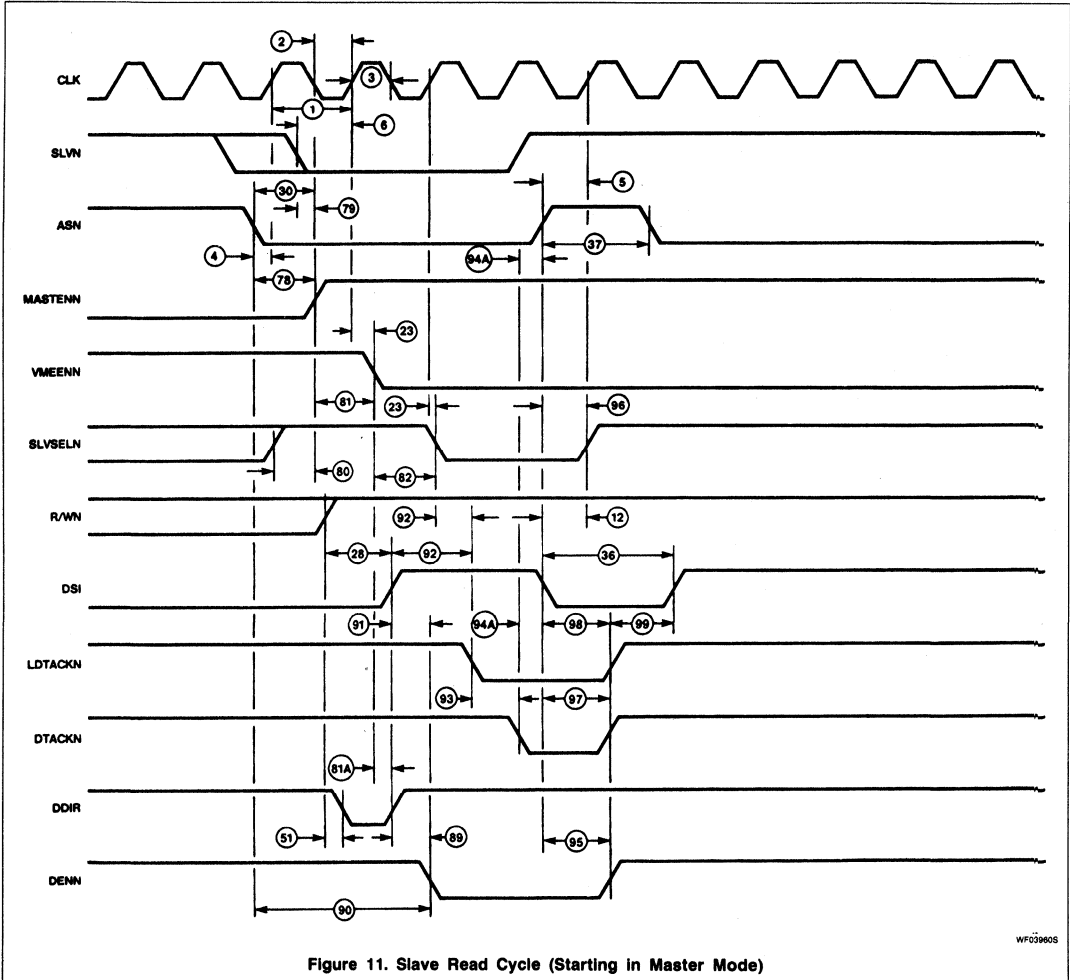 2
CLK
3
1
6
SLVN
5
30
79
ASN
37
4
94A
78
MASTENN
23
VMEENN
81
23
96
SLVSELN
80
82
R/WN
92
12
28
92
36
DSI
91
94A
98
99
LDTACKN
93
97
DTACKN
81A
DDIR
51
89
95
DENN
90
WF03960S
Figure 11. Slave Read Cycle (Starting in Master Mode)